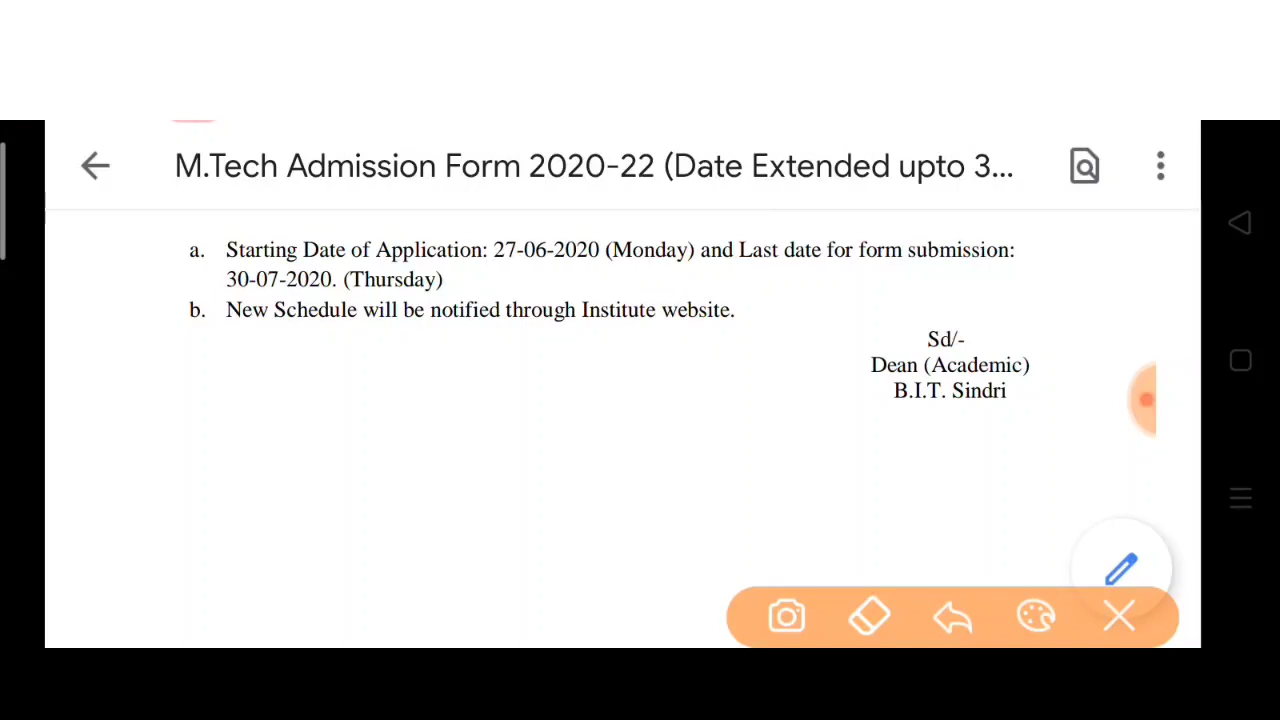 M.Tech Admission Form 2020-22 (Date Extended upto 3...
a. Starting Date of Application: 27-06-2020 (Monday) and Last date for form submission:
30-07-2020. (Thursday)
b. New Schedule will be notified through Institute website.
Sd/-
Dean (Academic)
B.I.T. Sindri